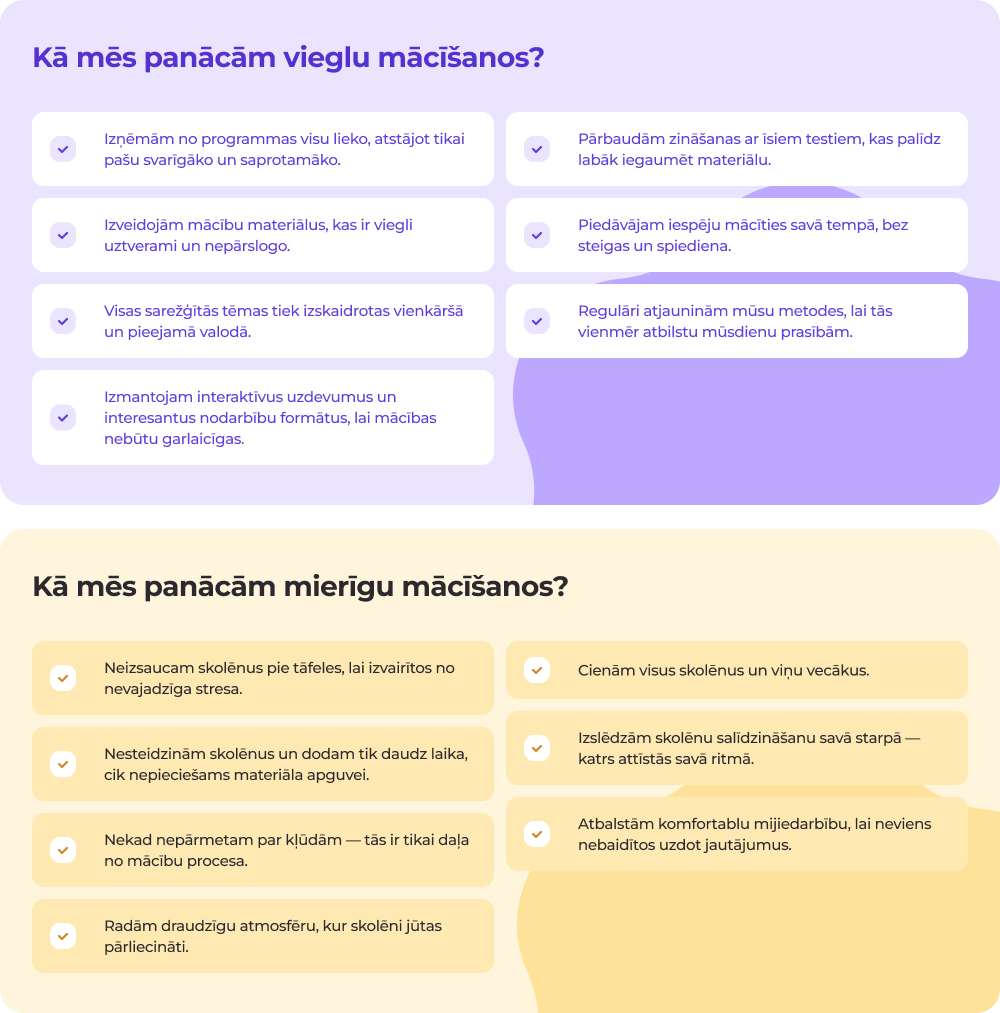 Kā mēs panācām vieglu mācīšanos?
Izņēmām no programmas visu lieko, atstājot tikai
pašu svarīgāko un saprotamāko.
Izveidojām mācību materiālus, kas ir viegli
uztverami un nepārslogo.
Visas sarežģītās tēmas tiek izskaidrotas vienkāršā
un pieejamā valodā.
Izmantojam interaktīvus uzdevumus un
interesantus nodarbību formātus, lai mācības
nebūtu garlaicīgas.
Pārbaudām zināšanas ar īsiem testiem, kas palīdz
labāk iegaumēt materiālu.
Piedāvājam iespēju mācīties savā tempā, bez
steigas un spiediena.
Regulāri atjauninām mūsu metodes, lai tās
vienmēr atbilstu mūsdienu prasībām.
Kā mēs panācām mierīgu mācīšanos?
Neizsaucam skolēnus pie tāfeles, lai izvairītos no
nevajadzīga stresa.
Nesteidzinām skolēnus un dodam tik daudz laika,
cik nepieciešams materiāla apguvei.
Nekad nepārmetam par kļūdām — tās ir tikai daļa
no mācību procesa.
Radām draudzīgu atmosfēru, kur skolēni jūtas
pārliecināti.
Cienām visus skolēnus un viņu vecākus.
Izslēdzām skolēnu salīdzināšanu savā starpā —
katrs attīstās savā ritmā.
Atbalstām komfortablu mijiedarbību, lai neviens
nebaidītos uzdot jautājumus.